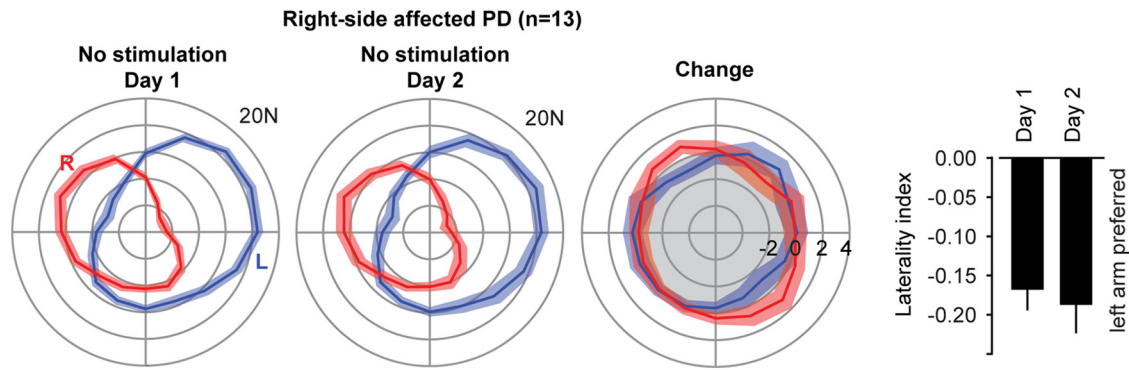 Right-side affected PD (n=13)
No stimulation
Day 1
No stimulation
Day 2
Change
20N
20N
R
L
-2 0 2 4
Day 1
Day 2
0.00
-0.05
-0.10
-0.15
-0.20
Laterality index
left arm preferred